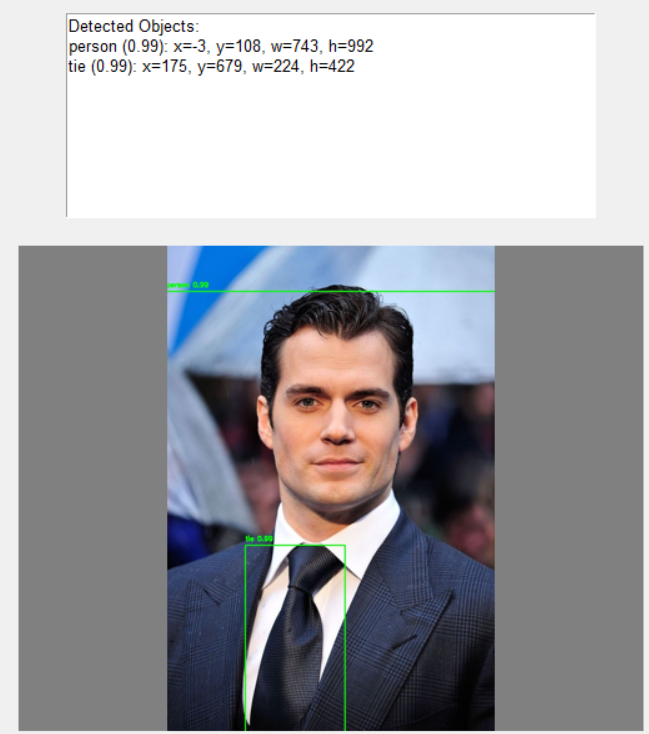 Detected Objects:
person (0.99): x=-3, y=108, w=743, h=992
tie (0.99): x=175, y=679, w=224, h=422
person 0.99
tie 0.99